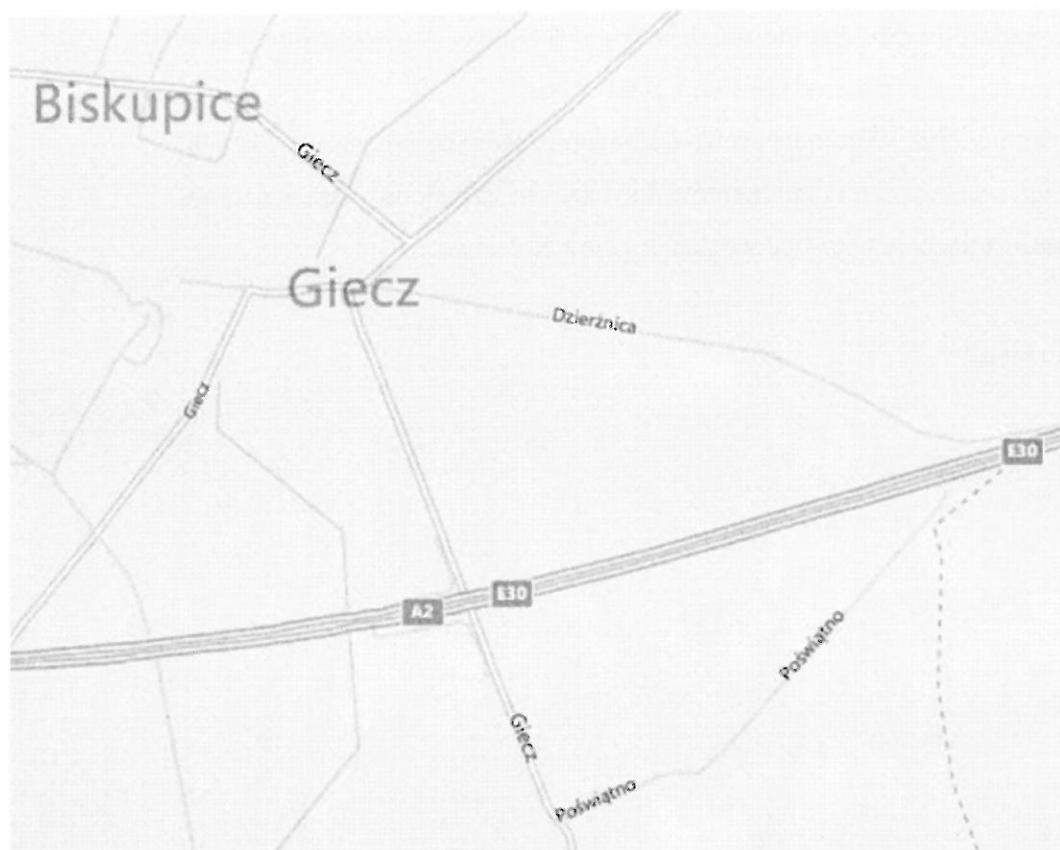 Biskupice
Giecz
Giecz
Dzierżnica
Giecz
E30
E30
A2
Poświątno
Giecz
Poświątno